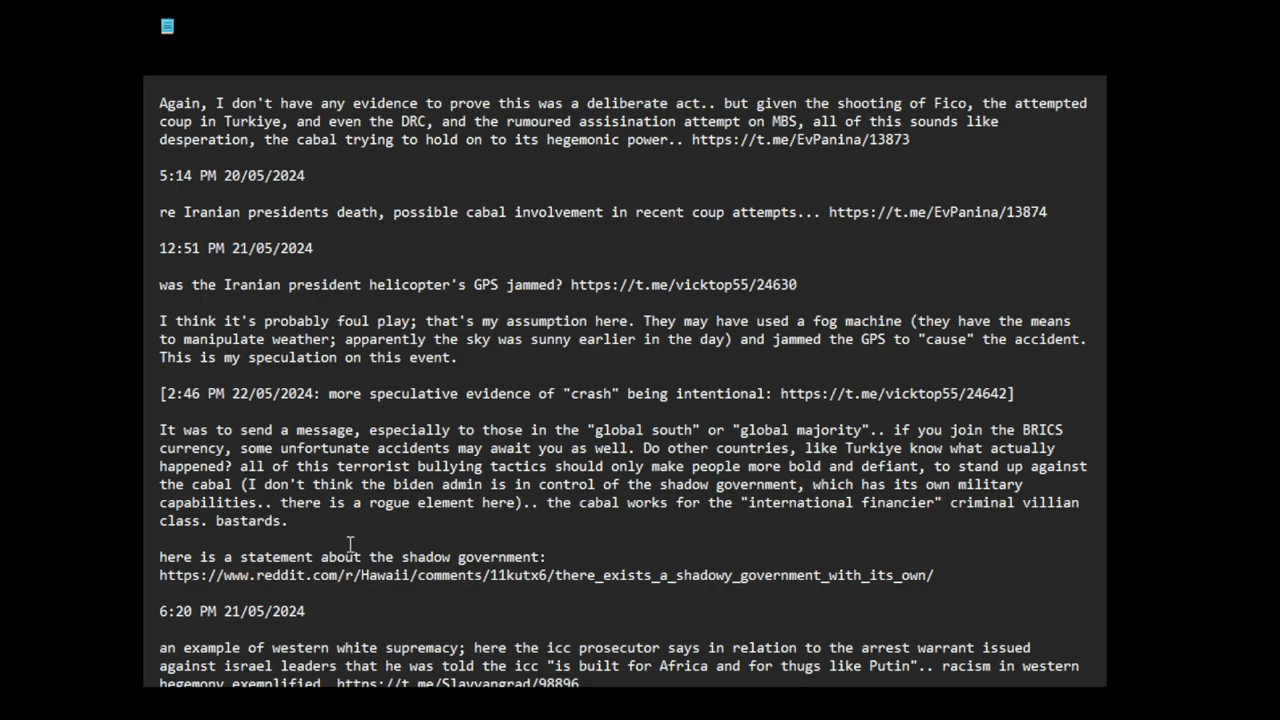 Again, I don't have any evidence to prove this was a deliberate act.. but given the shooting of Fico, the attempted
coup in Turkiye, and even the DRC, and the rumoured assisination attempt on MBS, all of this sounds like
desperation, the cabal trying to hold on to its hegemonic power.. https://t.me/EvPanina/13873
5:14 PM 20/05/2024
re Iranian presidents death, possible cabal involvement in recent coup attempts... https://t.me/EvPanina/13874
12:51 PM 21/05/2024
was the Iranian president helicopter's GPS jammed? https://t.me/vicktop55/24630
I think it's probably foul play; that's my assumption here. They may have used a fog machine (they have the means
to manipulate weather; apparently the sky was sunny earlier in the day) and jammed the GPS to "cause" the accident.
This is my speculation on this event.
[2:46 PM 22/05/2024: more speculative evidence of "crash" being intentional: https://t.me/vicktop55/24642]
It was to send a message, especially to those in the "global south" or "global majority".. if you join the BRICS
currency, some unfortunate accidents may await you as well. Do other countries, like Turkiye know what actually
happened? all of this terrorist bullying tactics should only make people more bold and defiant, to stand up against
the cabal (I don't think the biden admin is in control of the shadow government, which has its own military
capabilities.. there is a rogue element here).. the cabal works for the "international financier" criminal villian
class. bastards.
here is a statement about the shadow government:
https://www.reddit.com/r/Hawaii/comments/11kutx6/there_exists_a_shadowy_government_with_its_own/
6:20 PM 21/05/2024
an example of western white supremacy; here the icc prosecutor says in relation to the arrest warrant issued
against israel leaders that he was told the icc "is built for Africa and for thugs like Putin".. racism in western
hegemony exemplified. https://t.me/Slavyangrad/98896